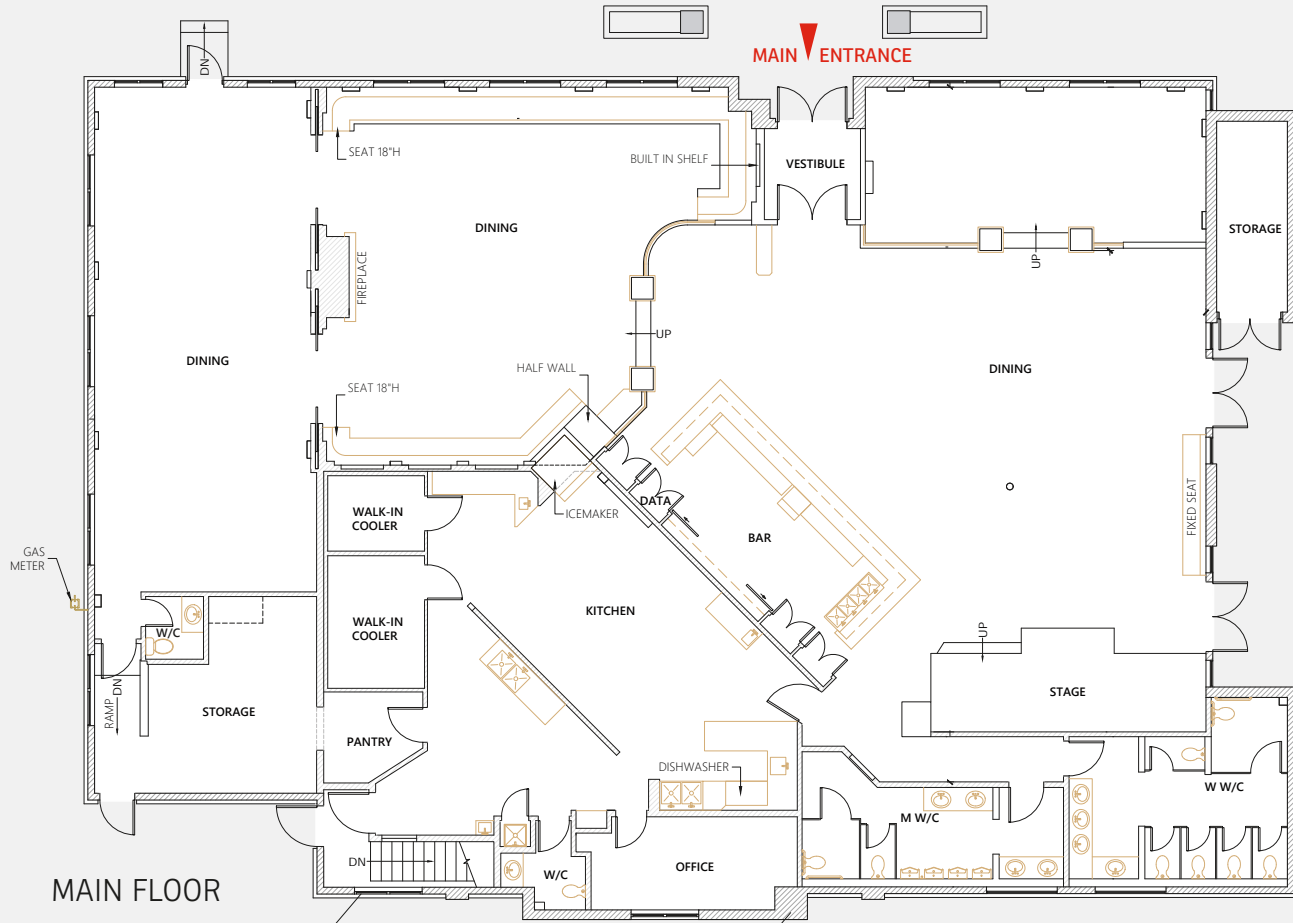 MAIN ENTRANCE
DN
SEAT 18"H
BUILT IN SHELF
VESTIBULE
STORAGE
DINING
UP
FIREPLACE
UP
DINING
HALF WALL
DINING
SEAT 18"H
DATA
ICEMAKER
WALK-IN
COOLER
BAR
FIXED SEAT
GAS
METER
KITCHEN
W/C
WALK-IN
COOLER
UP
DN
RAMP
STORAGE
STAGE
PANTRY
DISHWASHER
W W/C
M W/C
DN
W/C
OFFICE
MAIN FLOOR